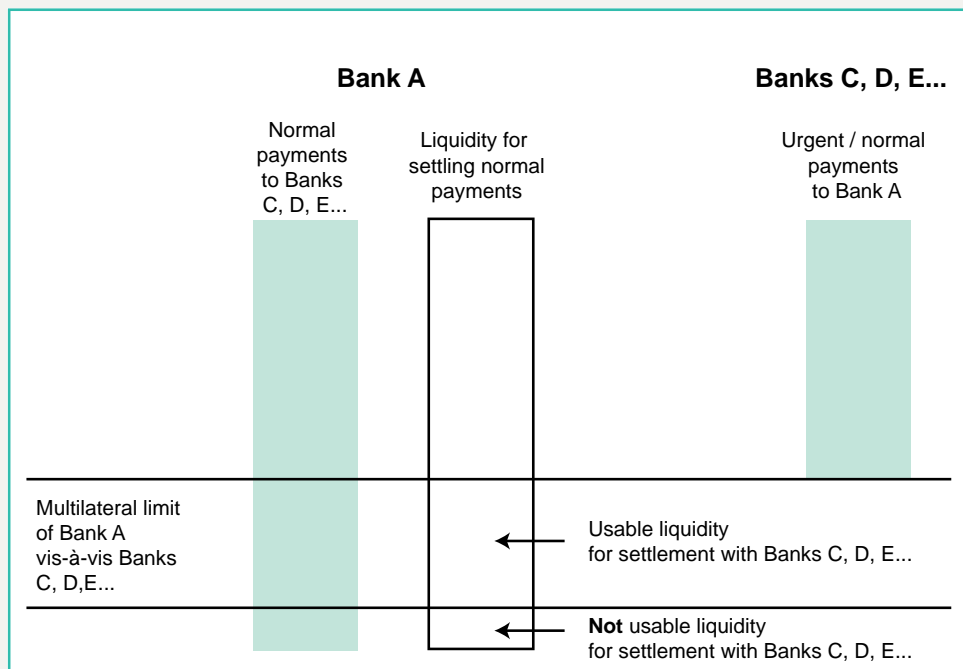 Bank A
Banks C, D, E...
Normal
payments
to Banks
C, D, E...
Liquidity for
settling normal
payments
Urgent / normal
payments
to Bank A
Multilateral limit
of Bank A
vis-à-vis Banks
C, D,E...
Usable liquidity
for settlement with Banks C, D, E...
Not usable liquidity
for settlement with Banks C, D, E...